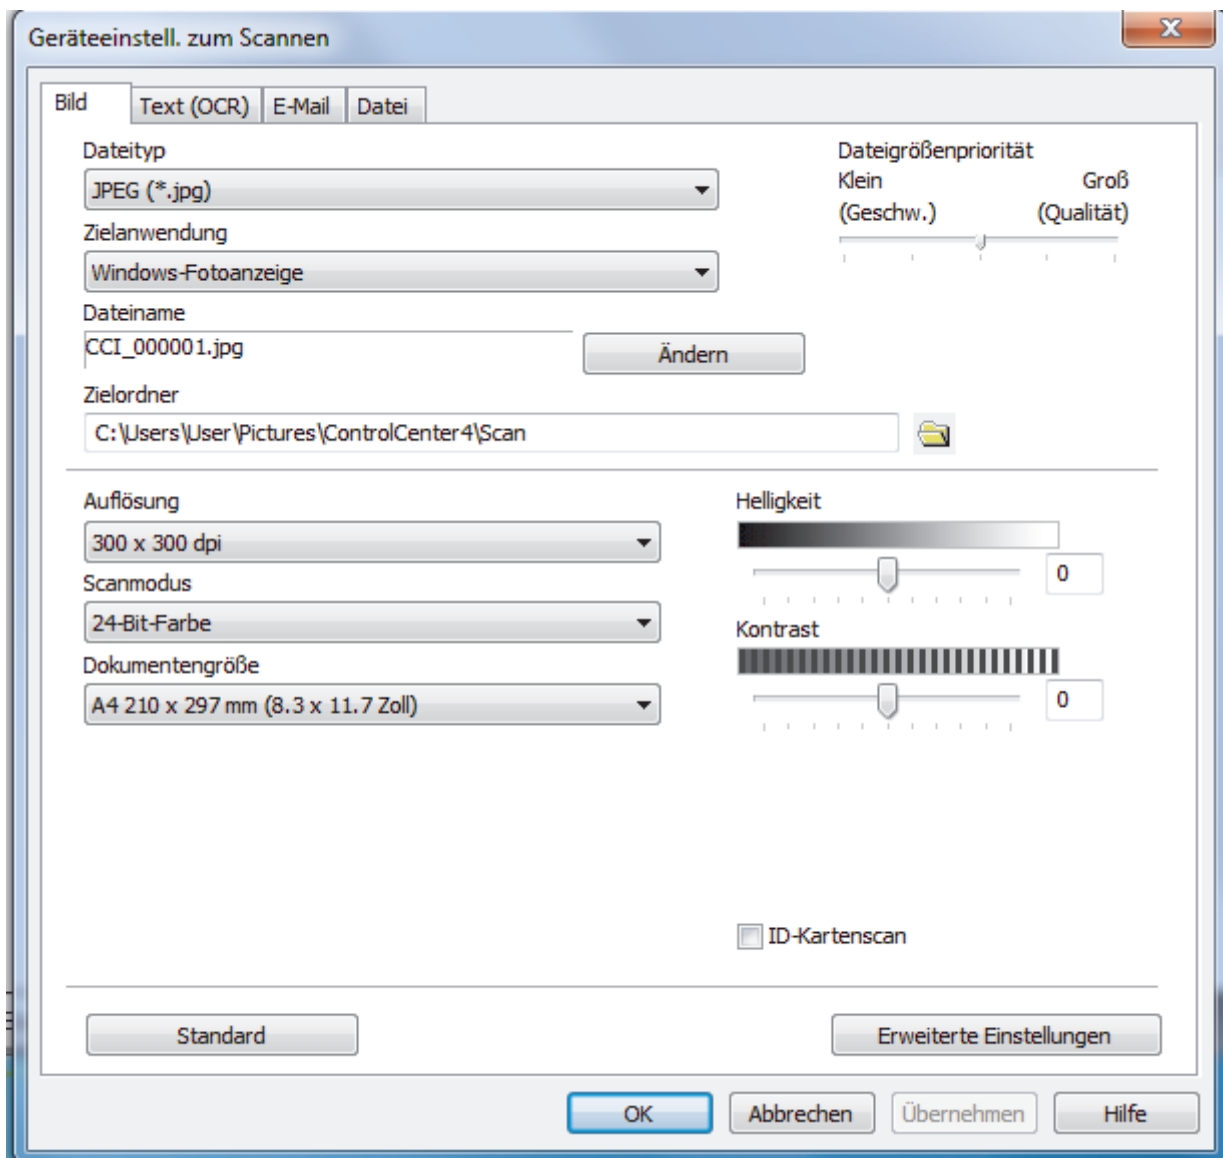 Geräteeinstell. zum Scannen
Bild Text (OCR) E-Mail Datei
Dateityp
JPEG (*.jpg)
Zielanwendung
Windows-Fotoanzeige
Dateiname
CCI_000001.jpg
Ändern
Zielordner
C:\Users\User\Pictures\ControlCenter4\Scan
Dateigrößenpriorität
Klein Groß
(Geschw.) (Qualität)
Auflösung
300 x 300 dpi
Scanmodus
24-Bit-Farbe
Dokumentengröße
A4 210 x 297 mm (8.3 x 11.7 Zoll)
Helligkeit
0
Kontrast
0
ID-Kartenscan
Standard Erweiterte Einstellungen
OK Abbrechen Übernehmen Hilfe